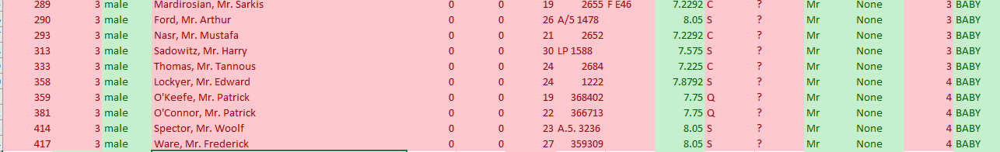 289 3 male Mardirosian, Mr. Sarkis 0 0 19 2655 F E46 7.2292 C ? Mr None 3 BABY
290 3 male Ford, Mr. Arthur 0 0 26 A/5 1478 8.05 S ? Mr None 3 BABY
293 3 male Nasr, Mr. Mustafa 0 0 21 2652 7.2292 C ? Mr None 3 BABY
313 3 male Sadowitz, Mr. Harry 0 0 30 LP 1588 7.575 S ? Mr None 3 BABY
333 3 male Thomas, Mr. Tannous 0 0 24 2684 7.225 C ? Mr None 3 BABY
358 3 male Lockyer, Mr. Edward 0 0 24 1222 7.8792 S ? Mr None 4 BABY
359 3 male O'Keefe, Mr. Patrick 0 0 19 368402 7.75 Q ? Mr None 4 BABY
381 3 male O'Connor, Mr. Patrick 0 0 22 366713 7.75 Q ? Mr None 4 BABY
414 3 male Spector, Mr. Woolf 0 0 23 A.5. 3236 8.05 S ? Mr None 4 BABY
417 3 male Ware, Mr. Frederick 0 0 27 359309 8.05 S ? Mr None 4 BABY